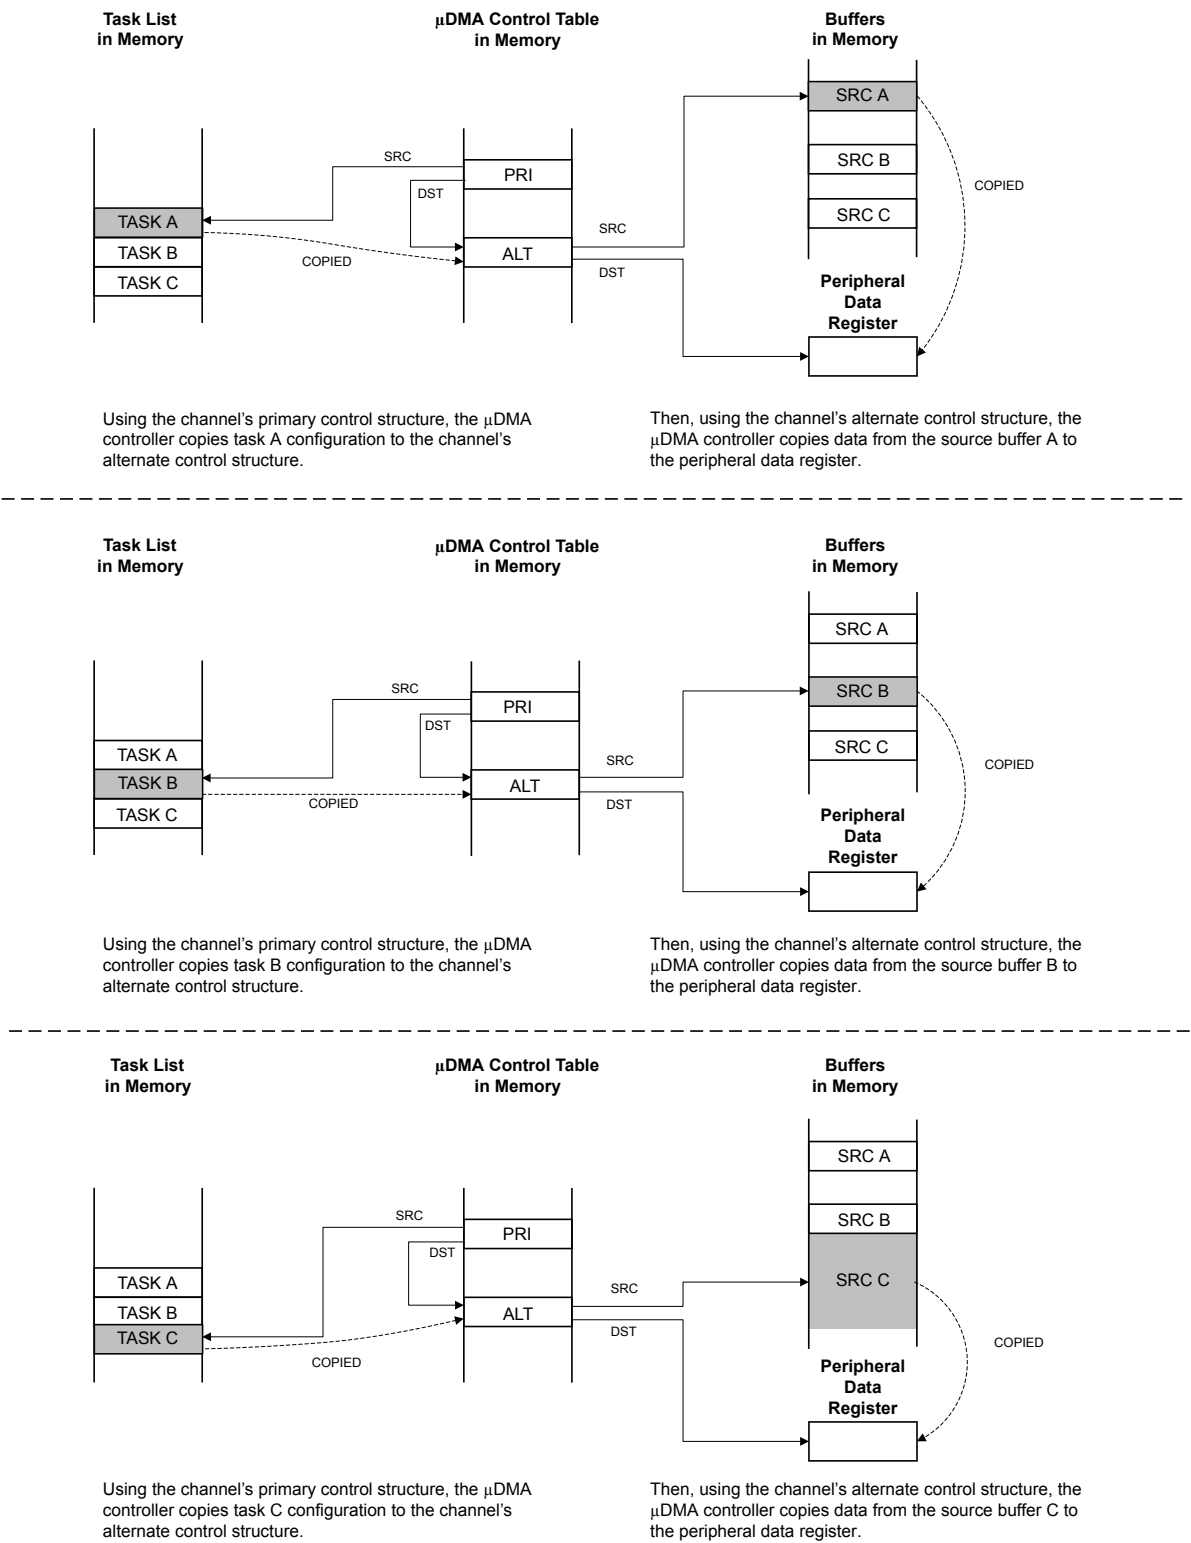 Task List
in Memory
μDMA Control Table
in Memory
Buffers
in Memory
SRC A
SRC B
SRC C
COPIED
SRC
PRI
DST
TASK A
TASK B
TASK C
COPIED
ALT
SRC
DST
Peripheral
Data
Register
Using the channel's primary control structure, the μDMA
controller copies task A configuration to the channel's
alternate control structure.
Then, using the channel's alternate control structure, the
μDMA controller copies data from the source buffer A to
the peripheral data register.
Task List
in Memory
μDMA Control Table
in Memory
Buffers
in Memory
SRC A
SRC B
SRC C
COPIED
SRC
PRI
DST
TASK A
TASK B
TASK C
COPIED
ALT
SRC
DST
Peripheral
Data
Register
Using the channel's primary control structure, the μDMA
controller copies task B configuration to the channel's
alternate control structure.
Then, using the channel's alternate control structure, the
μDMA controller copies data from the source buffer B to
the peripheral data register.
Task List
in Memory
μDMA Control Table
in Memory
Buffers
in Memory
SRC A
SRC B
SRC C
COPIED
SRC
PRI
DST
TASK A
TASK B
TASK C
COPIED
ALT
SRC
DST
Peripheral
Data
Register
Using the channel's primary control structure, the μDMA
controller copies task C configuration to the channel's
alternate control structure.
Then, using the channel's alternate control structure, the
μDMA controller copies data from the source buffer C to
the peripheral data register.